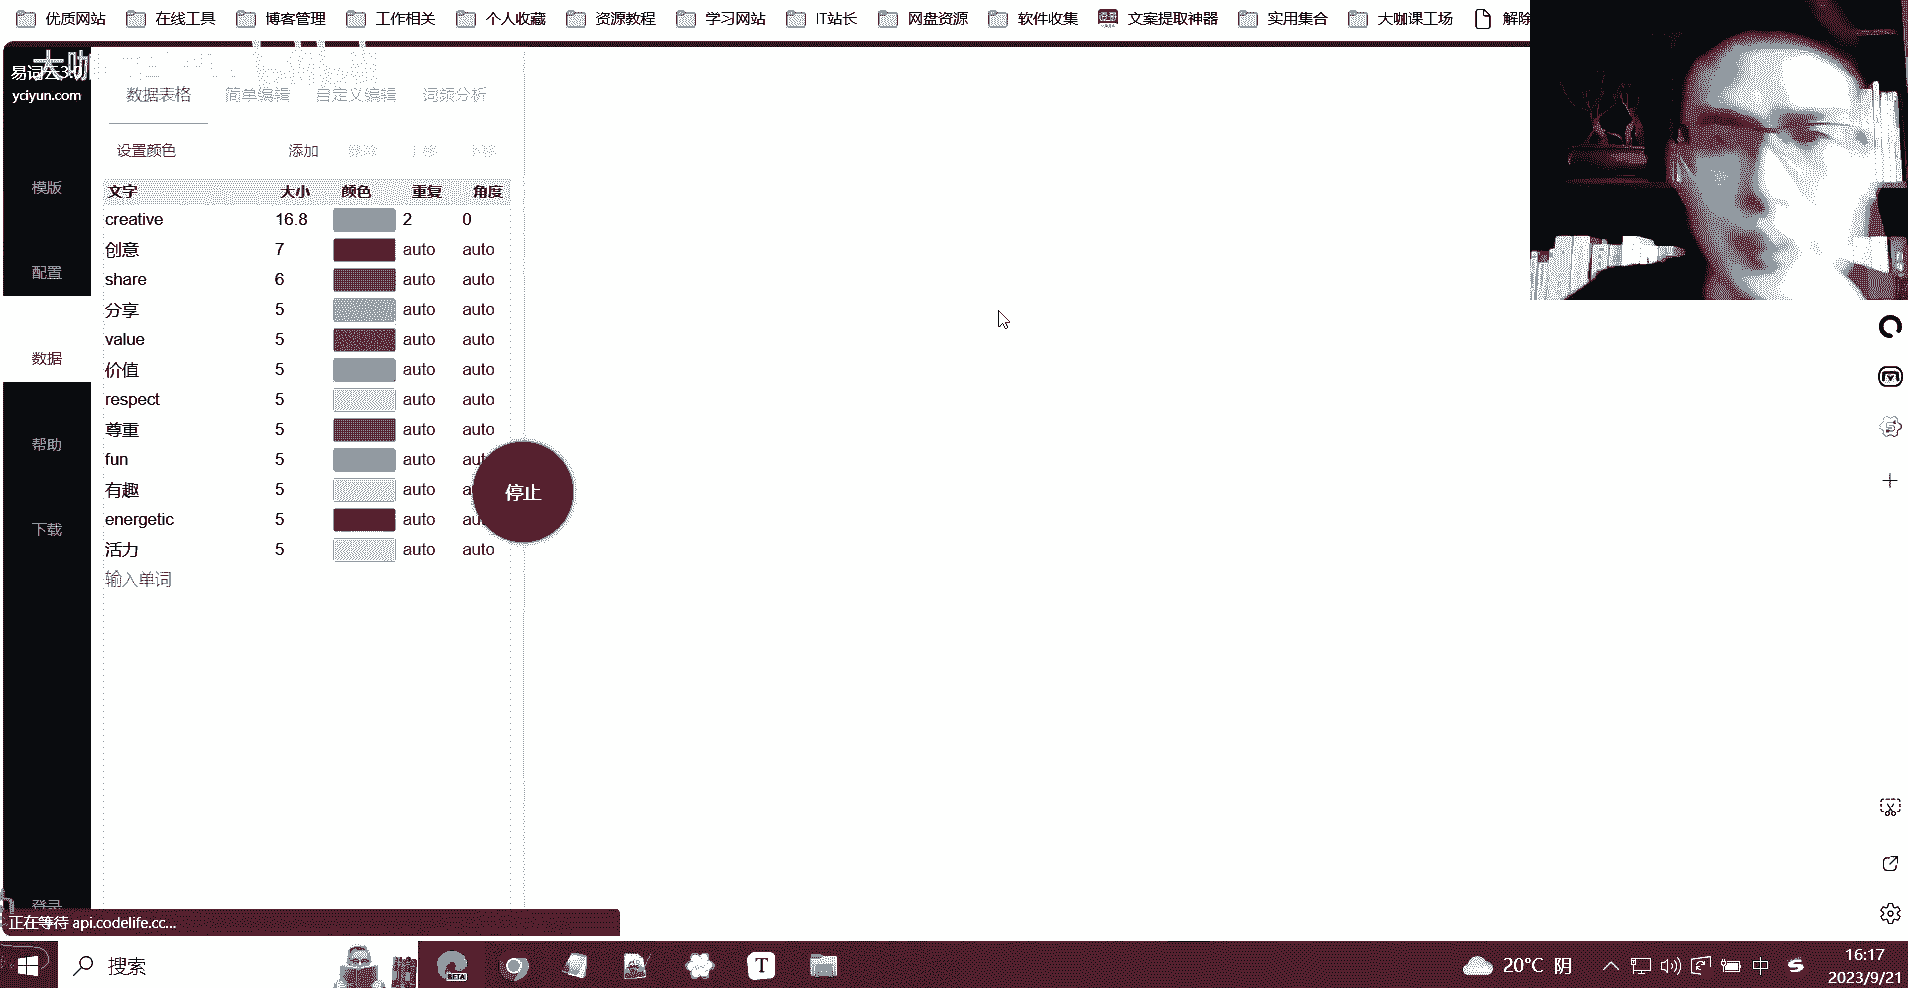 优质网站 在线工具 博客管理 工作相关 个人收藏 资源教程 学习网站 IT站长 网盘资源 软件收集 文案提取神器 实用集合 大咖课工场 解除
大咖
易词云3.0
yciyun.com
数据表格 简单编辑 自定义编辑 词频分析
设置颜色 添加 删除 上移 下移
文字 大小 颜色 重复 角度
creative 16.8 2 0
创意 7 auto auto
share 6 auto auto
分享 5 auto auto
value 5 auto auto
价值 5 auto auto
respect 5 auto auto
尊重 5 auto auto
fun 5 auto au
有趣 5 auto a
energetic 5 auto au
活力 5 auto auto
输入单词
模版
配置
数据
帮助
下载
登录
停止
正在等待 api.codelife.cc...
搜索
BETA
T
20°C 阴
中
16:17
2023/9/21